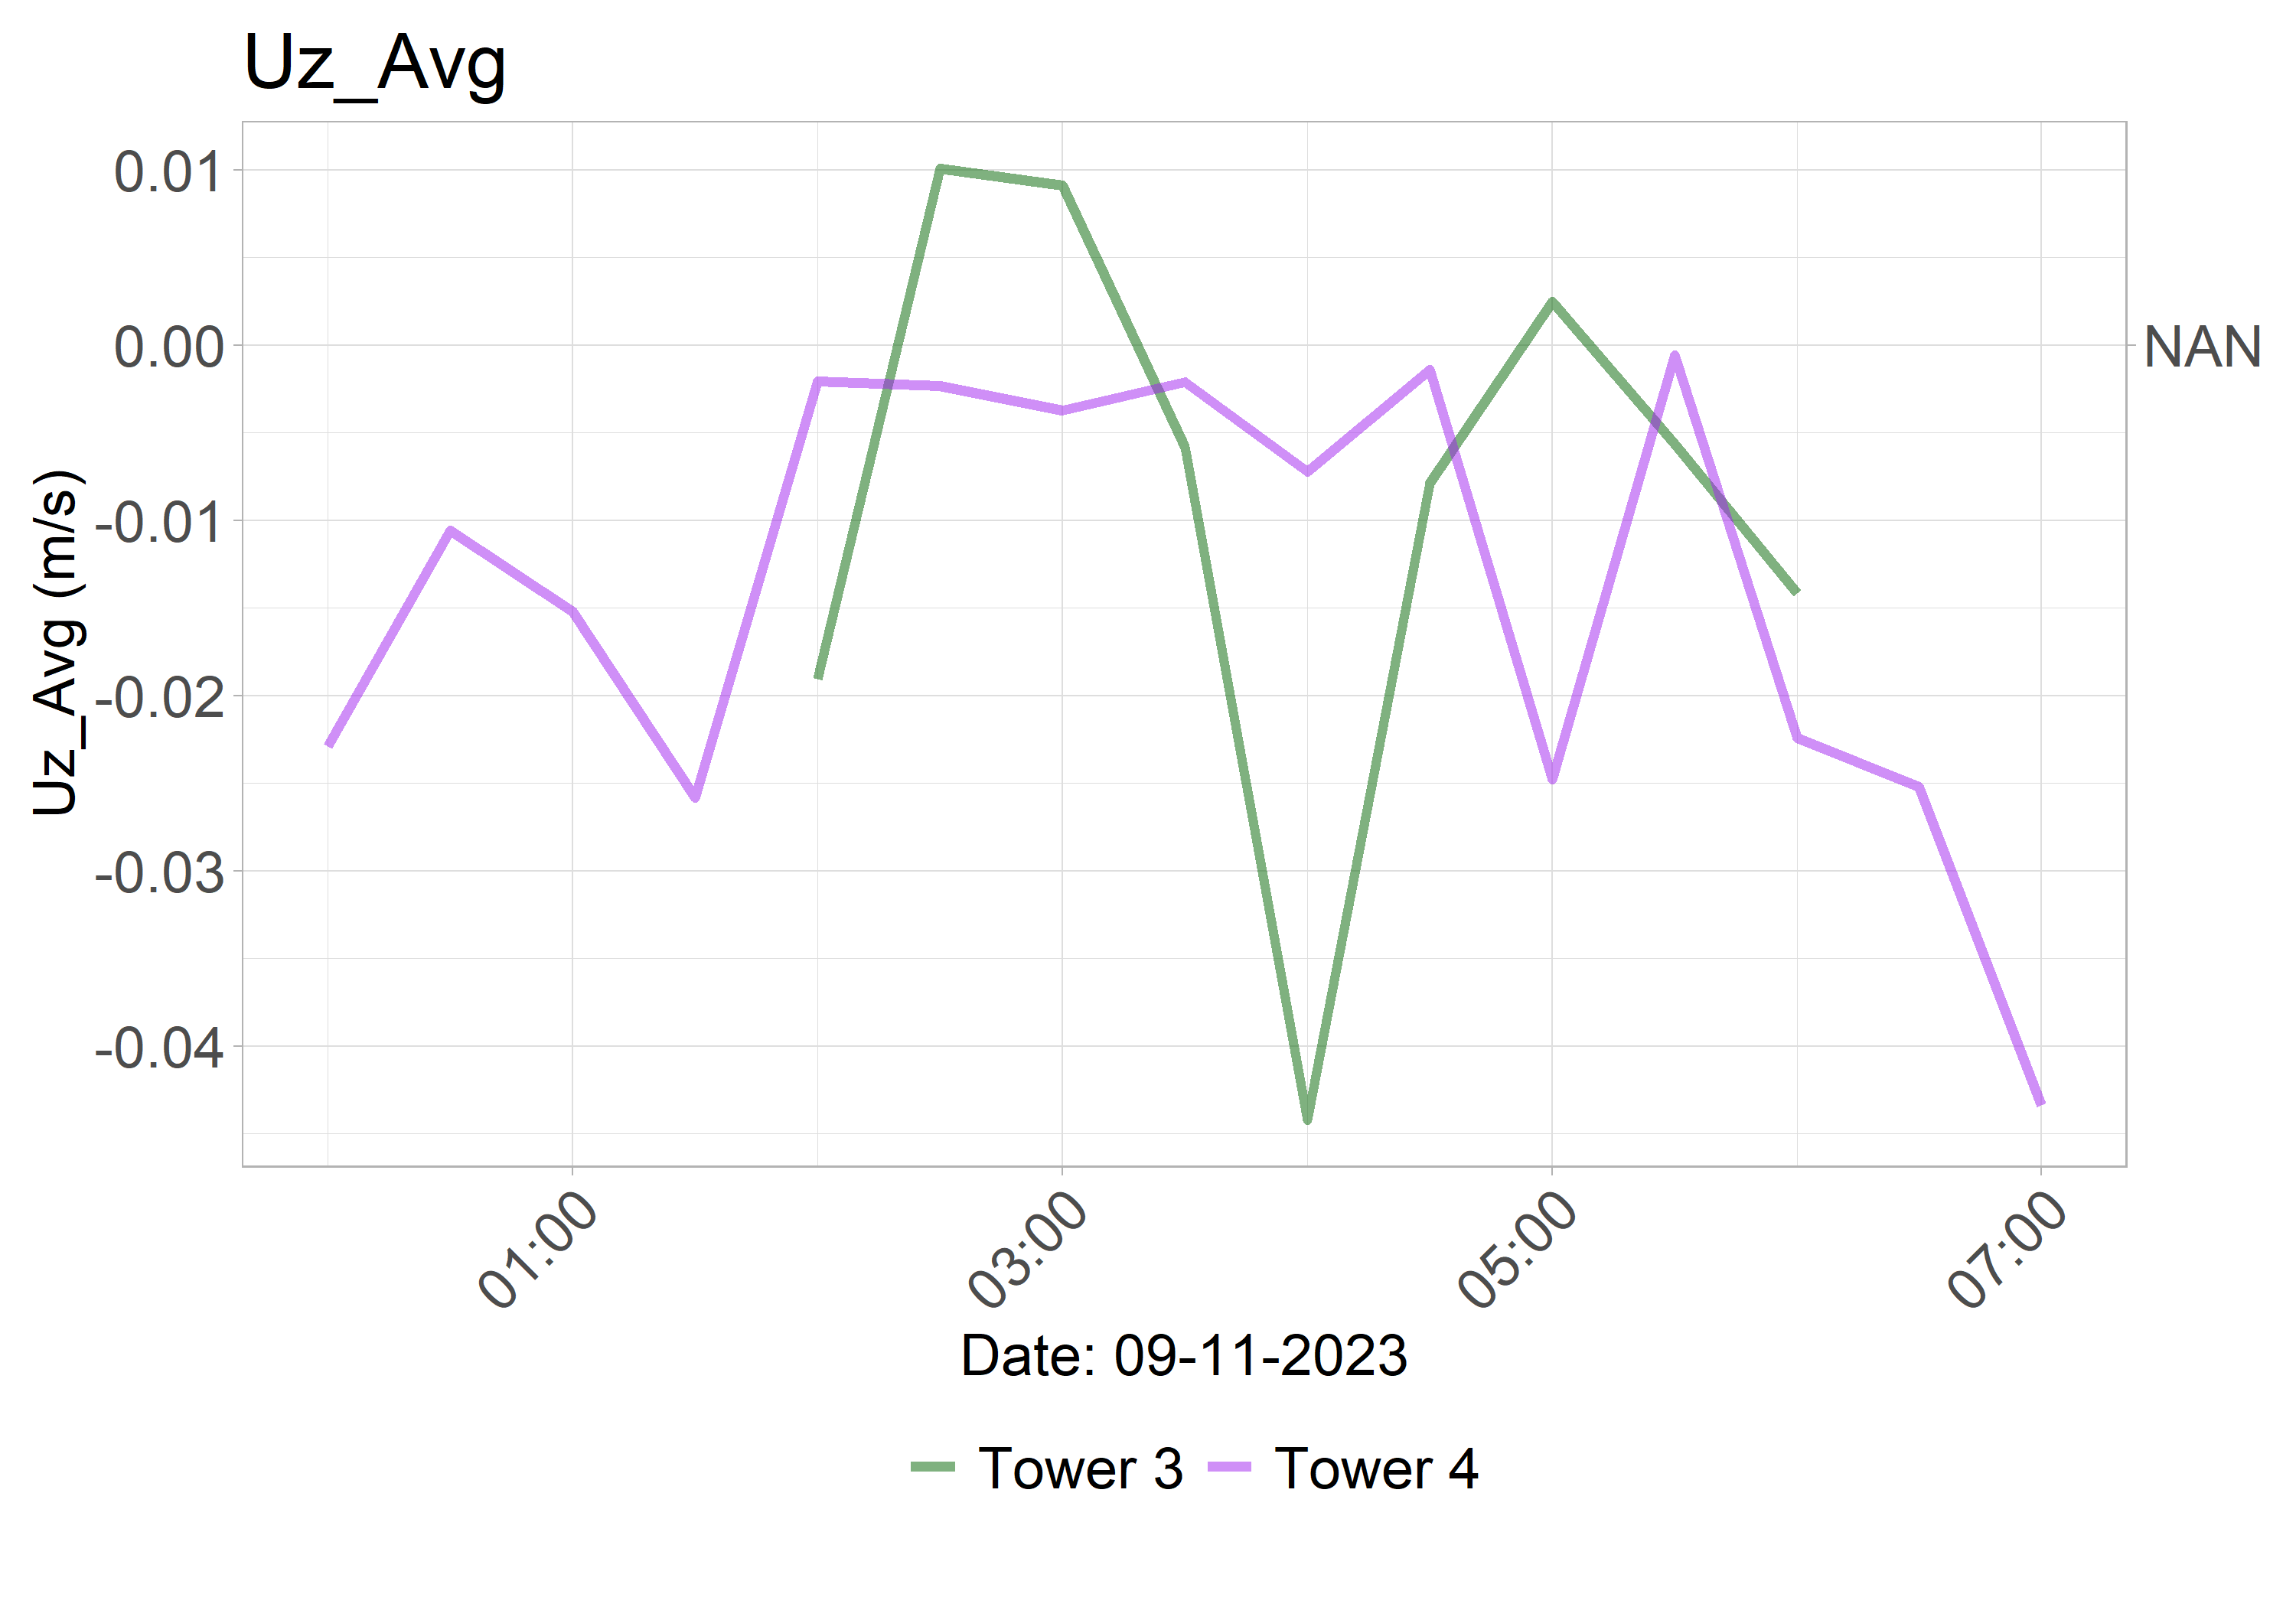 Uz_Avg
Uz_Avg (m/s)
0.01
0.00
-0.01
-0.02
-0.03
-0.04
NAN
01:00
03:00
05:00
07:00
Date: 09-11-2023
Tower 3
Tower 4